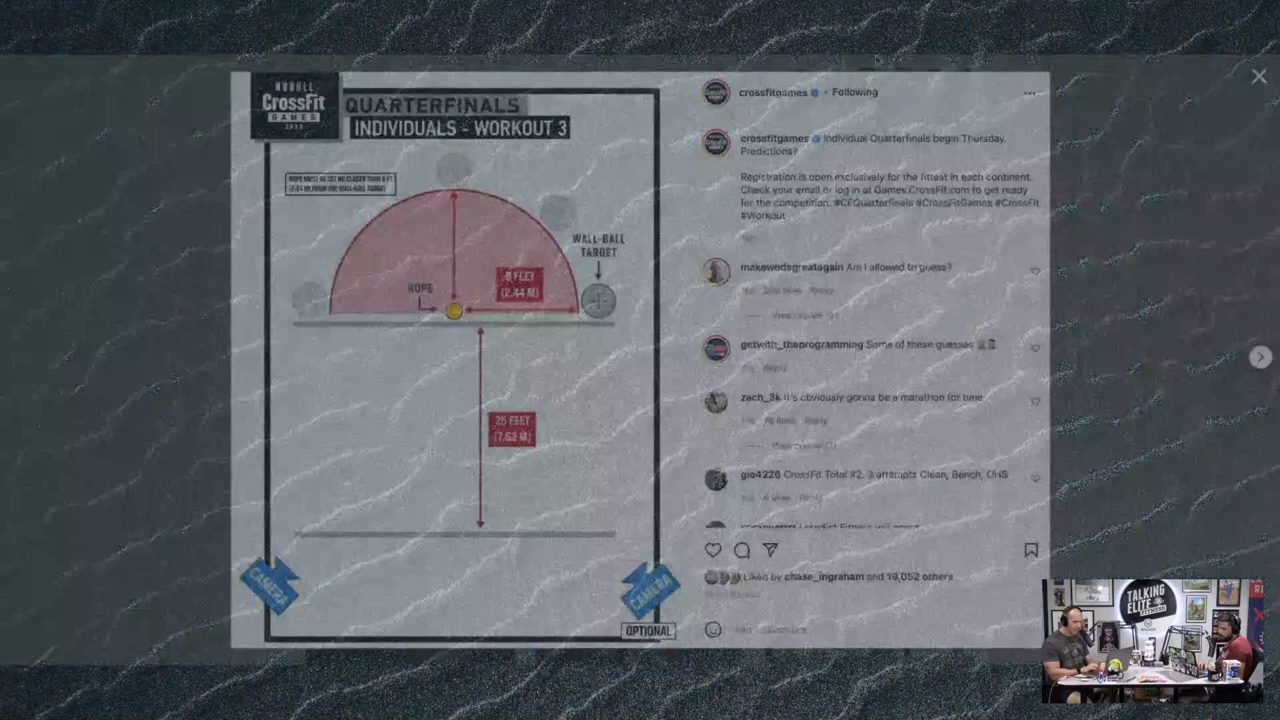 NOBULL
CrossFit
GAMES
QUARTERFINALS
INDIVIDUALS - WORKOUT 3
WALL-BALL
TARGET
ROPE
8 FEET
(2.44 M)
25 FEET
(7.62 M)
CAMERA
CAMERA
OPTIONAL
crossfitgames • Following
crossfitgames Individual Quarterfinals begin Thursday.
Predictions?
Registration is open exclusively for the fittest in each continent.
Check your email or log in at Games.CrossFit.com to get ready
for the competition. #CFQuarterfinals #CrossFitGames #CrossFit
#Workout
makewodsgreatagain Am I allowed to guess?
getwith_theprogramming Some of these guesses
zach_3k It's obviously gonna be a marathon for time
gio4226 CrossFit Total #2, 3 attempts Clean, Bench, OHS
Liked by chase_ingraham and 19,052 others
TALKING
ELITE
FITNESS